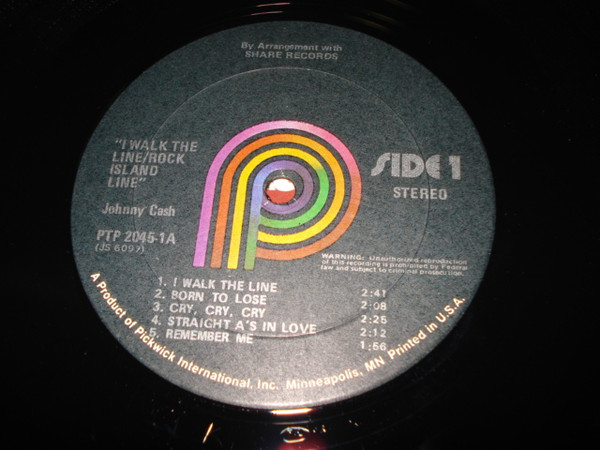 By Arrangement with
SHARE RECORDS
"I WALK THE
LINE/ROCK
ISLAND
LINE"
Johnny Cash
PTP 2045-1A
(JS 6097)
SIDE 1
STEREO
WARNING: Unauthorized reproduction
of this recording is prohibited by Federal
law and subject to criminal prosecution.
1. I WALK THE LINE 2:41
2. BORN TO LOSE 2:08
3. CRY, CRY, CRY 2:25
4. STRAIGHT A'S IN LOVE 2:12
5. REMEMBER ME 1:56
A Product of Pickwick International, Inc. Minneapolis, MN Printed in U.S.A.